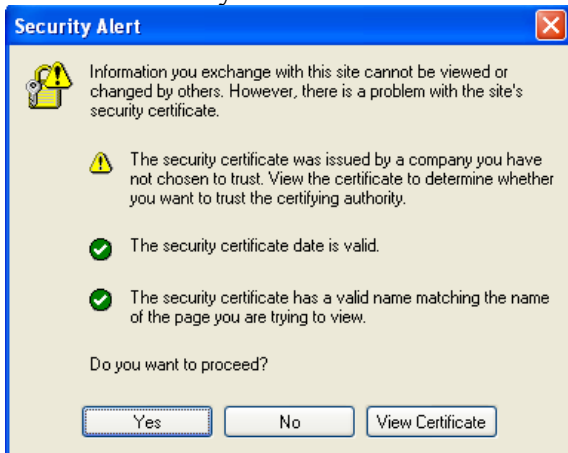 Security Alert
Information you exchange with this site cannot be viewed or
changed by others. However, there is a problem with the site's
security certificate.
The security certificate was issued by a company you have
not chosen to trust. View the certificate to determine whether
you want to trust the certifying authority.
The security certificate date is valid.
The security certificate has a valid name matching the name
of the page you are trying to view.
Do you want to proceed?
Yes No View Certificate